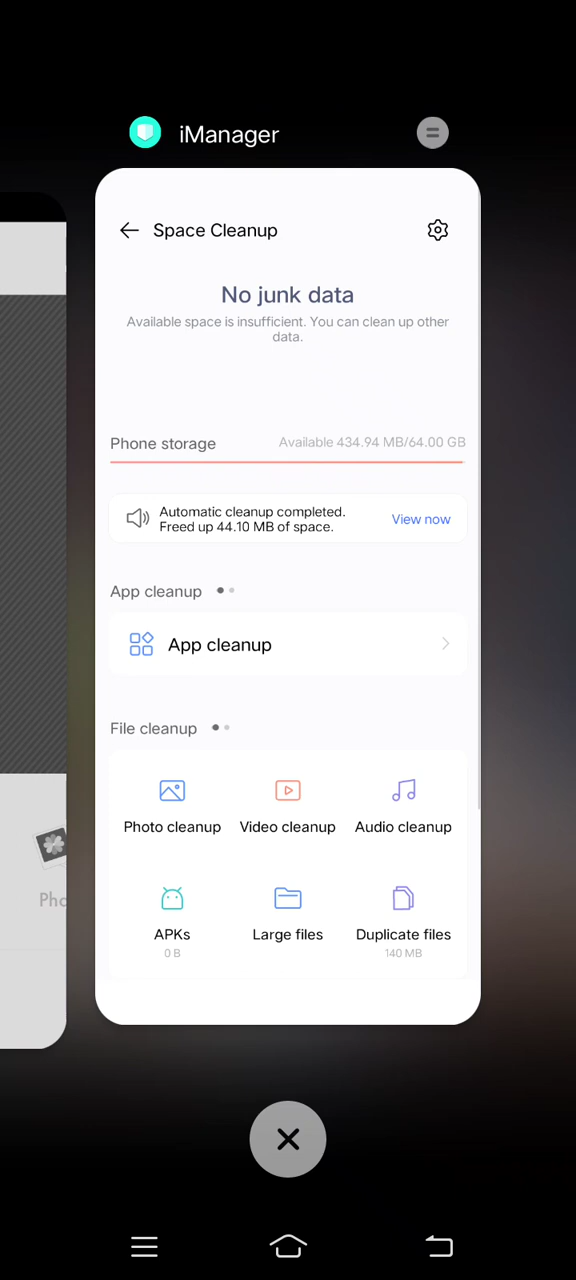 iManager
Space Cleanup
No junk data
Available space is insufficient. You can clean up other
data.
Phone storage
Available 434.94 MB/64.00 GB
Automatic cleanup completed.
Freed up 44.10 MB of space.
View now
App cleanup
App cleanup
File cleanup
Photo cleanup
Video cleanup
Audio cleanup
Pho
APKs
Large files
Duplicate files
0 B
140 MB